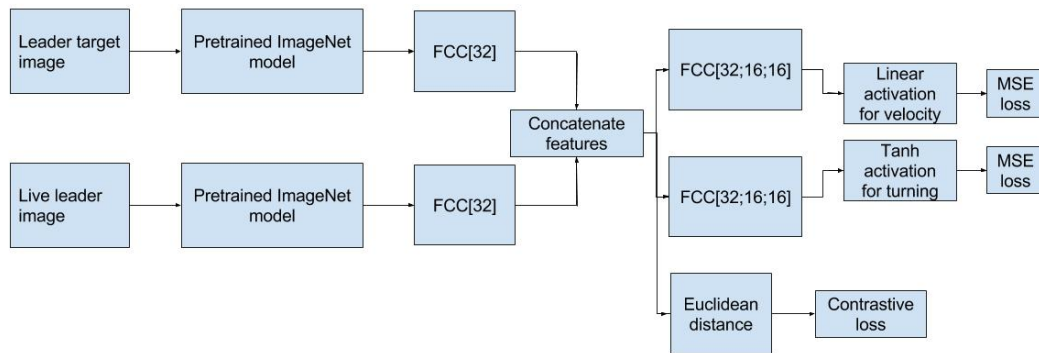 Leader target
image
Pretrained ImageNet
model
FCC[32]
Live leader
image
Pretrained ImageNet
model
FCC[32]
Concatenate
features
FCC[32;16;16]
Linear
activation
for velocity
MSE
loss
FCC[32;16;16]
Tanh
activation
for turning
MSE
loss
Euclidean
distance
Contrastive
loss